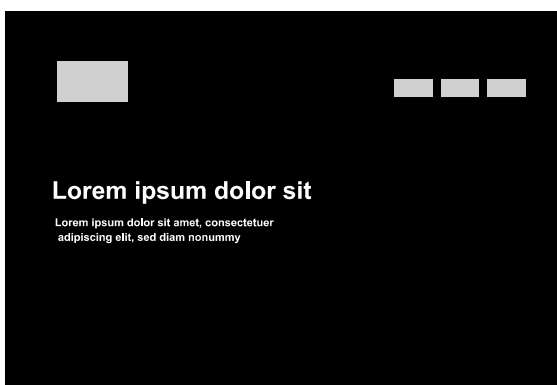 Lorem ipsum dolor sit
Lorem ipsum dolor sit amet, consectetuer
adipiscing elit, sed diam nonummy